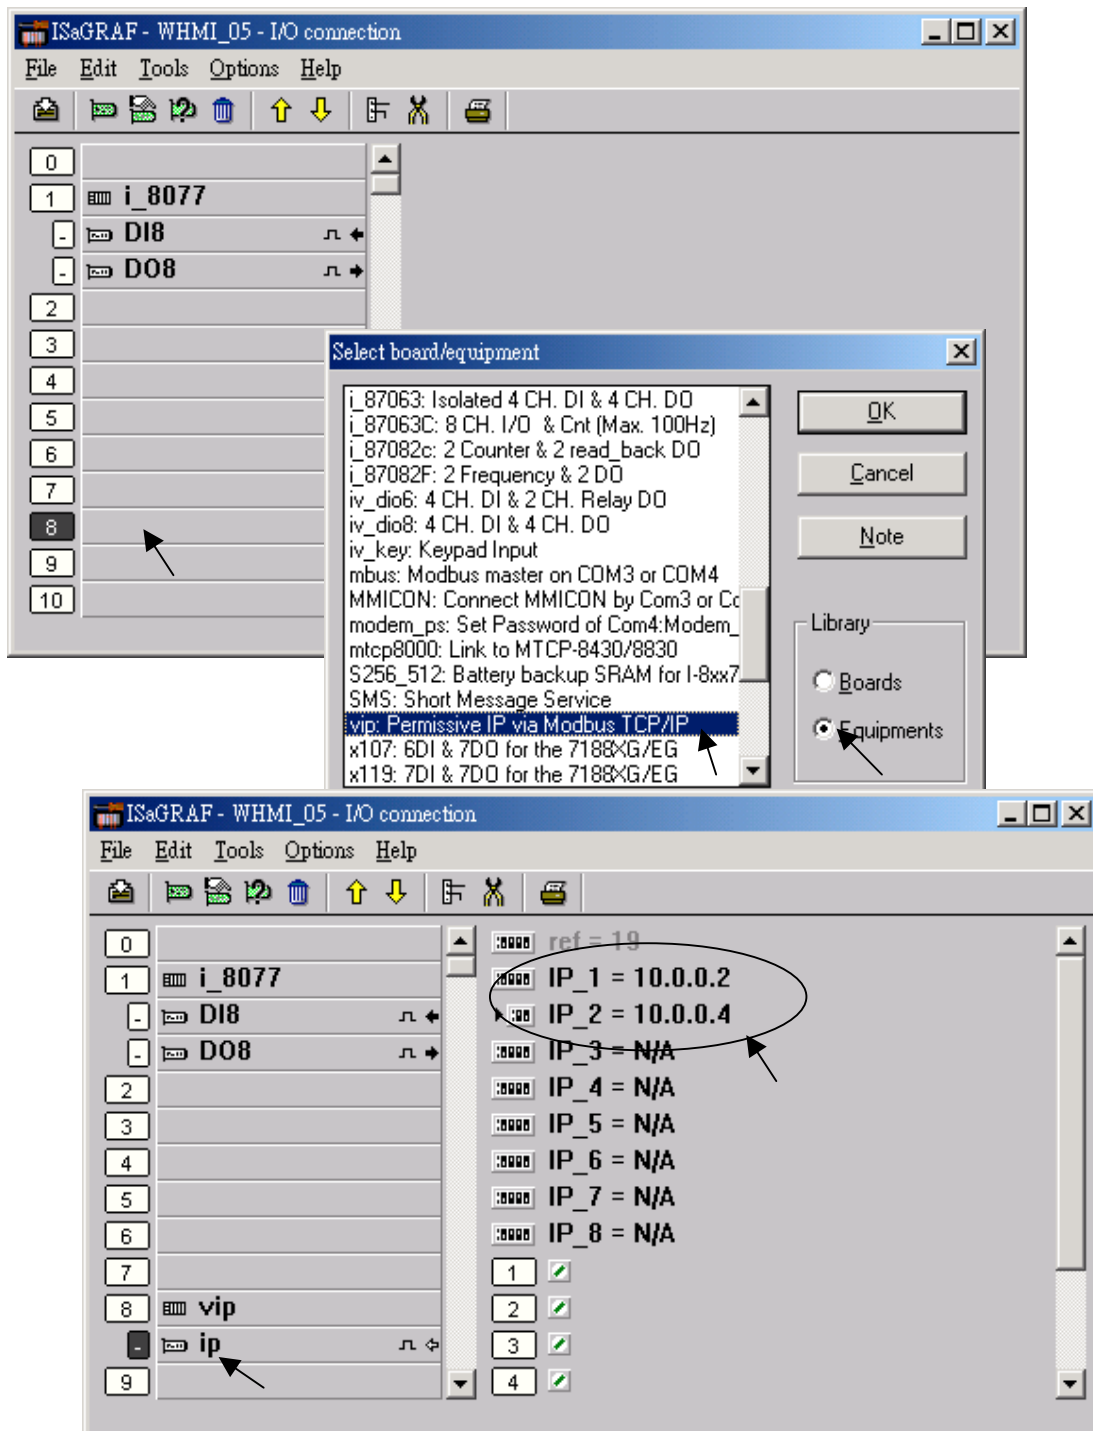 ISaGRAF - WHMI_05 - I/O connection
File Edit Tools Options Help
0
1 i_8077
- DI8
- DO8
2
3
4
5
6
7
8
9
10
Select board/equipment
i_87063: Isolated 4 CH. DI & 4 CH. DO
i_87063C: 8 CH. I/O & Cnt (Max. 100Hz)
i_87082c: 2 Counter & 2 read_back DO
i_87082F: 2 Frequency & 2 DO
iv_dio6: 4 CH. DI & 2 CH. Relay DO
iv_dio8: 4 CH. DI & 4 CH. DO
iv_key: Keypad Input
mbus: Modbus master on COM3 or COM4
MMICON: Connect MMICON by Com3 or Co
modem_ps: Set Password of Com4:Modem_
mtcp8000: Link to MTCP-8430/8830
S256_512: Battery backup SRAM for I-8xx7
SMS: Short Message Service
vip: Permissive IP via Modbus TCP/IP
x107: 6DI & 7DO for the 7188XG/EG
x119: 7DI & 7DO for the 7188XG/EG
OK
Cancel
Note
Library
Boards
Equipments
ISaGRAF - WHMI_05 - I/O connection
File Edit Tools Options Help
0
1 i_8077
- DI8
- DO8
2
3
4
5
6
7
8 vip
- ip
9
ref = 19
IP_1 = 10.0.0.2
IP_2 = 10.0.0.4
IP_3 = N/A
IP_4 = N/A
IP_5 = N/A
IP_6 = N/A
IP_7 = N/A
IP_8 = N/A
1
2
3
4